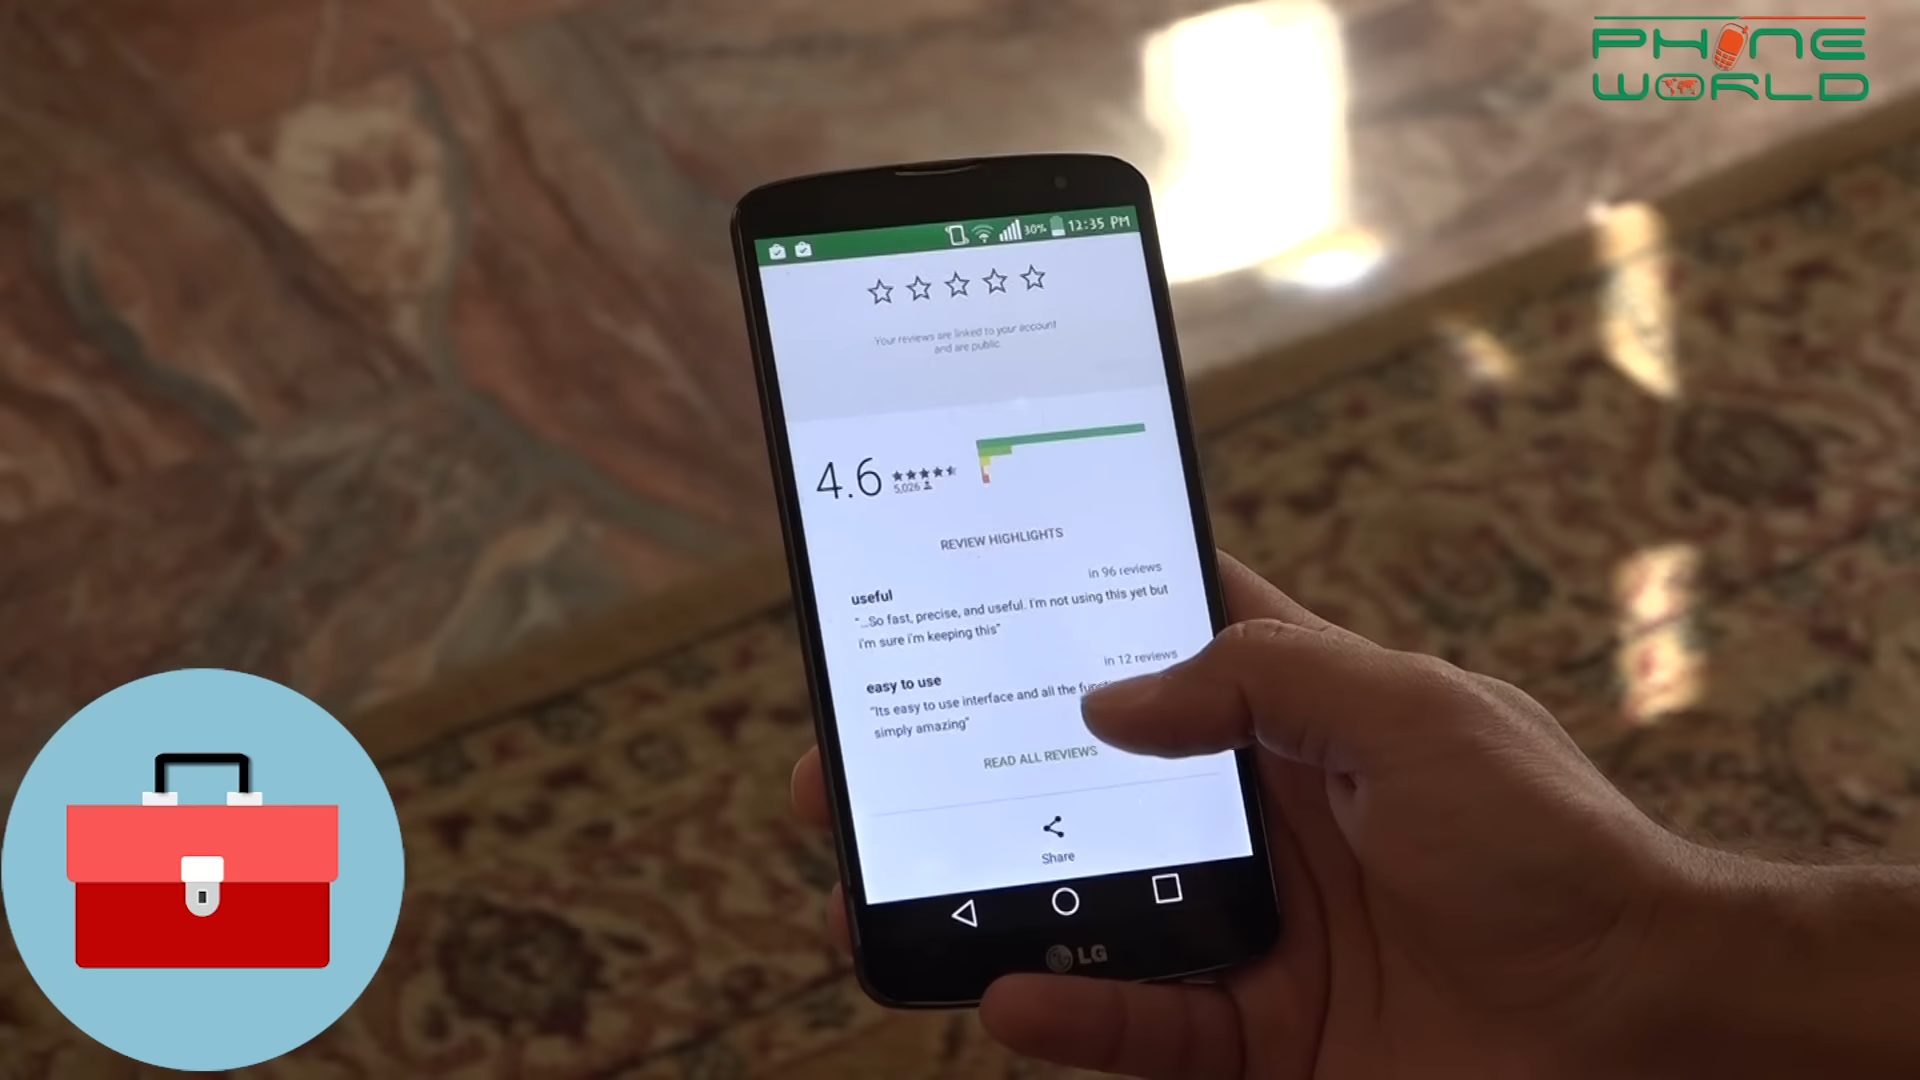 PHONE
WORLD
30% 12:35 PM
Your reviews are linked to your account
and are public.
4.6
5,026
REVIEW HIGHLIGHTS
useful
in 96 reviews
"...So fast, precise, and useful. I'm not using this yet but
i'm sure i'm keeping this"
easy to use
in 12 reviews
"Its easy to use interface and all the
simply amazing"
READ ALL REVIEWS
Share
LG